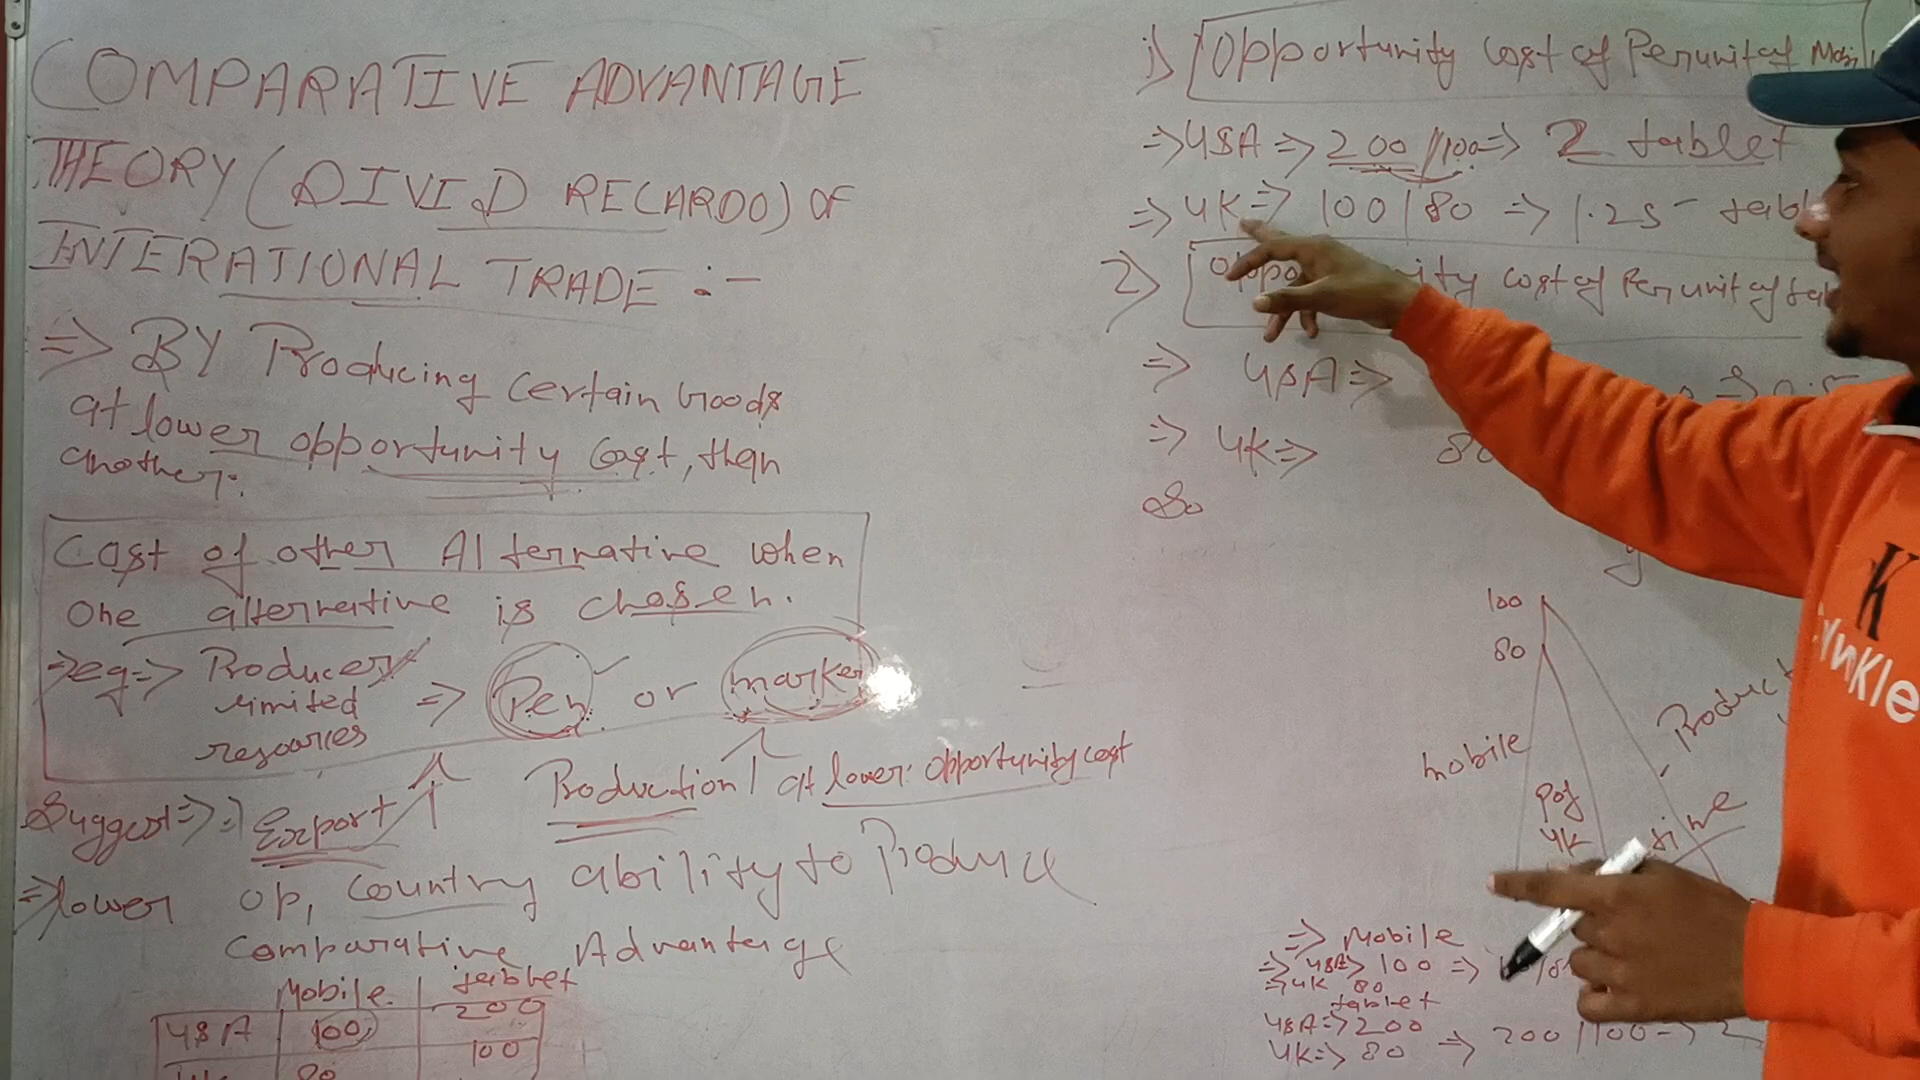 COMPARATIVE ADVANTAGE
THEORY (DIVID RECARDO) OF
INTERATIONAL TRADE :-
=> BY Producing certain Goods
at lower opportunity Cost, than
another.
Cost of other Alternative when
one alternative is chosen.
=> eg => Producer
limited
resources
=> Pen or marker
Suggest => Export
Production at lower opportunity cost
=> lower op, country ability to Produce
Comparative Advantage
Mobile tablet
USA 100 200
80 100
1) Opportunity Cost of Per unit of
=> USA => 200/100 => 2 tablet
=> UK => 100/80 => 1.25
2) Cost of Per unit of
=> USA =>
=> UK =>
So
100
80
mobile
UK
=> Mobile
=> USA => 100 =>
=> UK 80
tablet
USA => 200
UK => 80 => 200/100 => 2
K